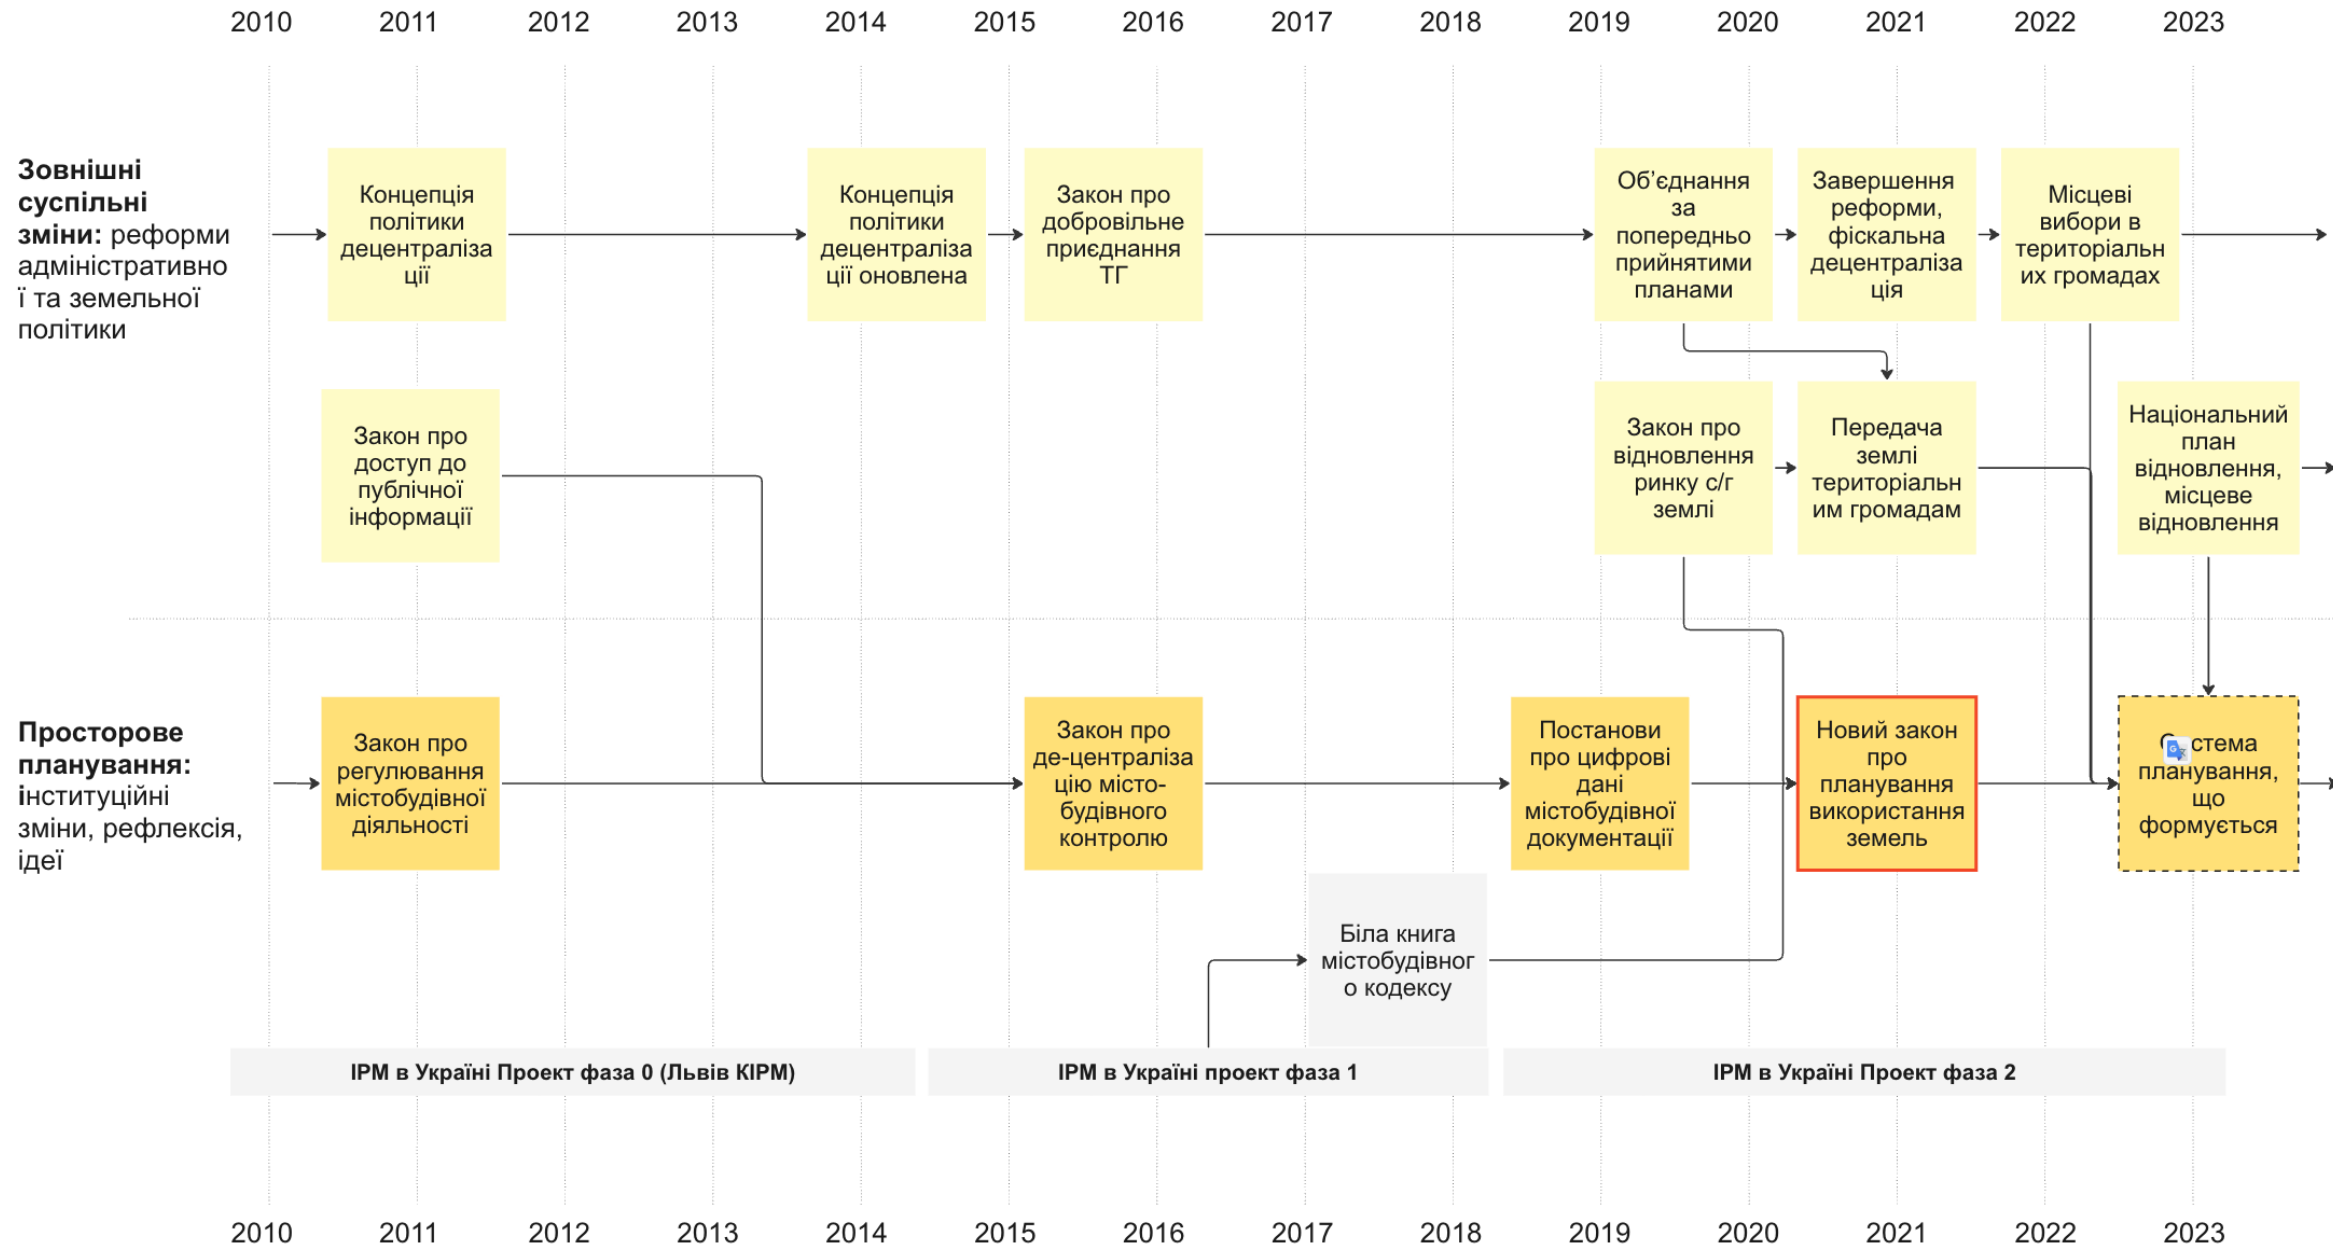 2010 2011 2012 2013 2014 2015 2016 2017 2018 2019 2020 2021 2022 2023
Зовнішні
суспільні
зміни: реформи
адміністративно
ї та земельної
політики
Концепція
політики
децентраліза
ції
Концепція
політики
децентраліза
ції оновлена
Закон про
добровільне
приєднання
ТГ
Об’єднання
за
попередньо
прийнятими
планами
Завершення
реформи,
фіскальна
децентраліза
ція
Місцеві
вибори в
територіальн
их громадах
Закон про
доступ до
публічної
інформації
Закон про
відновлення
ринку с/г
землі
Передача
землі
територіальн
им громадам
Національний
план
відновлення,
місцеве
відновлення
Просторове
планування:
інституційні
зміни, рефлексія,
ідеї
Закон про
регулювання
містобудівної
діяльності
Закон про
де-централіза
цію місто-
будівного
контролю
Постанови
про цифрові
дані
містобудівної
документації
Новий закон
про
планування
використання
земель
планування,
що
формується
Біла книга
містобудівног
о кодексу
ІРМ в Україні Проект фаза 0 (Львів КІРМ)
ІРМ в Україні проект фаза 1
ІРМ в Україні Проект фаза 2
2010 2011 2012 2013 2014 2015 2016 2017 2018 2019 2020 2021 2022 2023